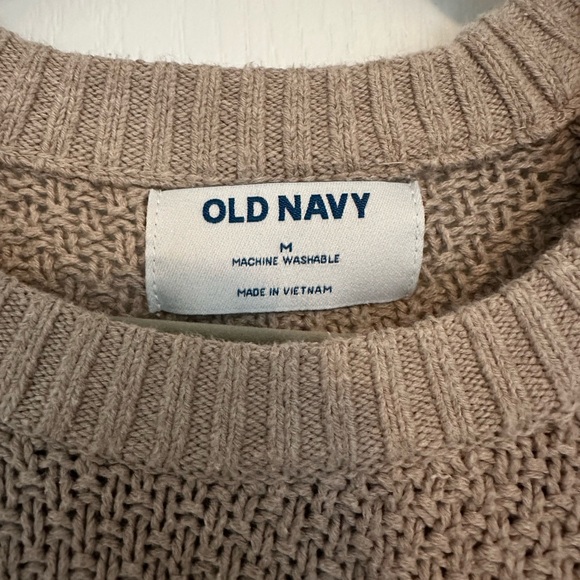 OLD NAVY
M
MACHINE WASHABLE
MADE IN VIETNAM